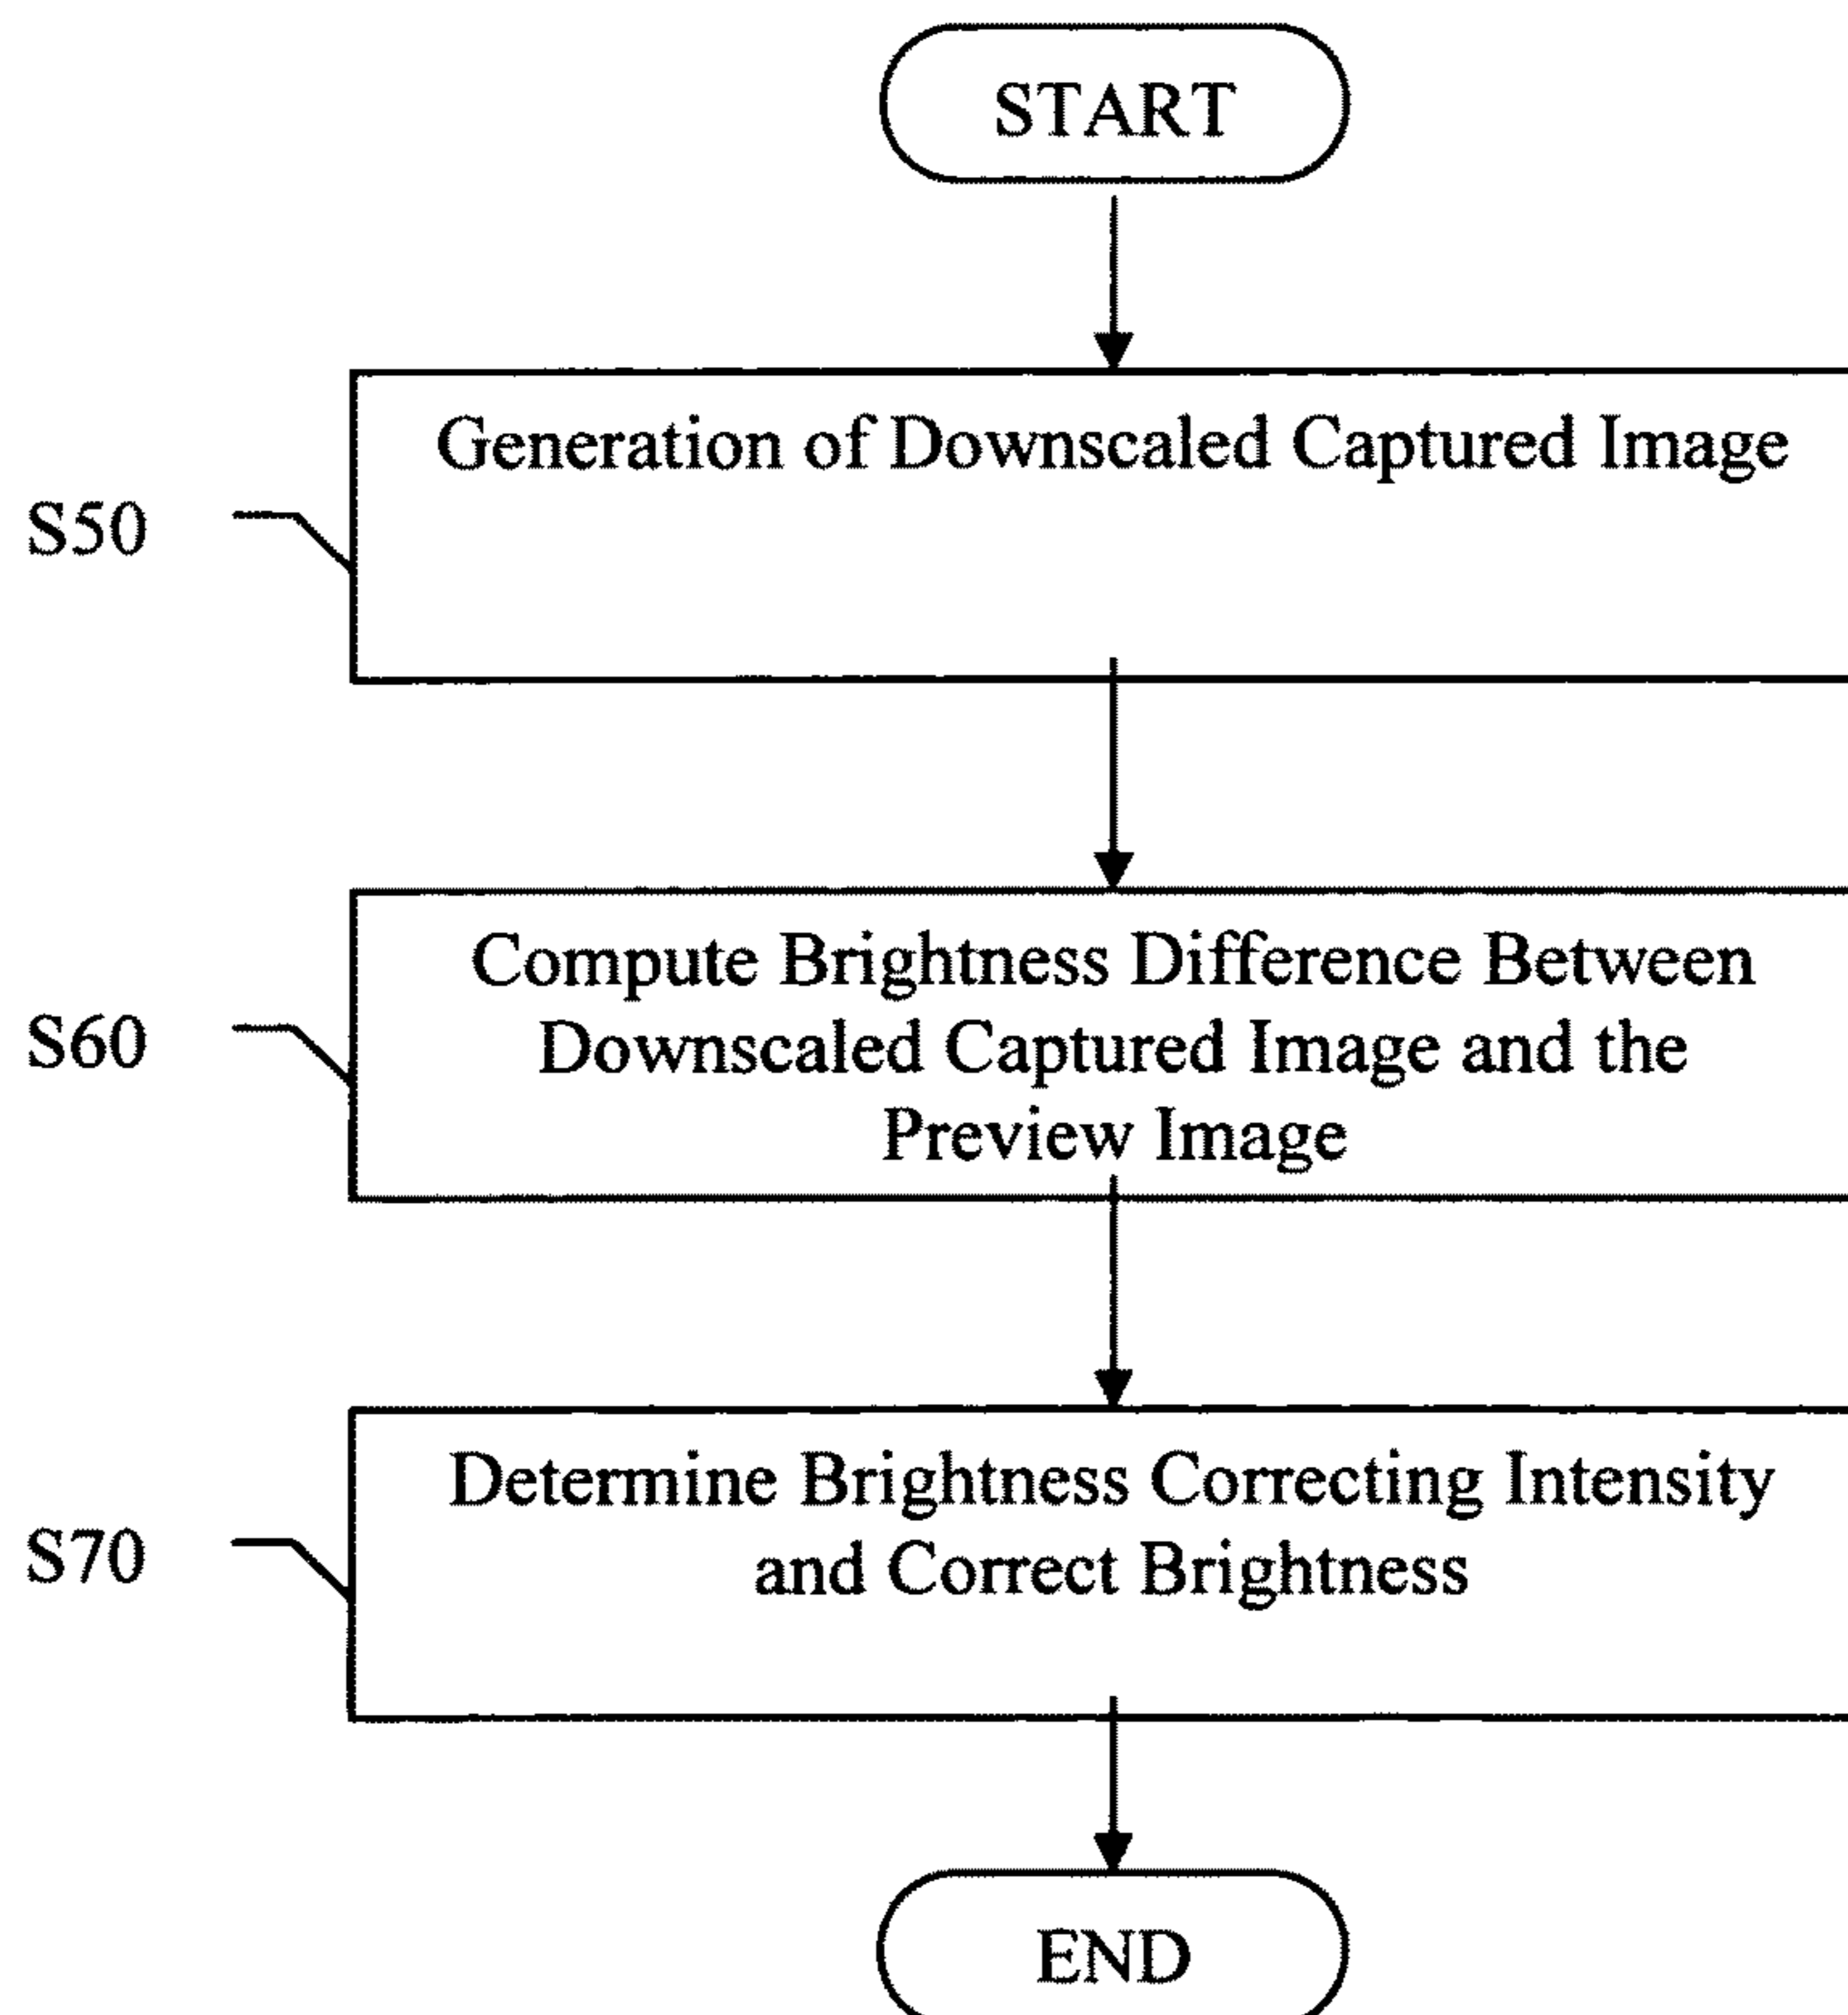 START
Generation of Downscaled Captured Image
S50
Compute Brightness Difference Between
Downscaled Captured Image and the
S60
Preview Image
Determine Brightness Correcting Intensity
S70
and Correct Brightness
END